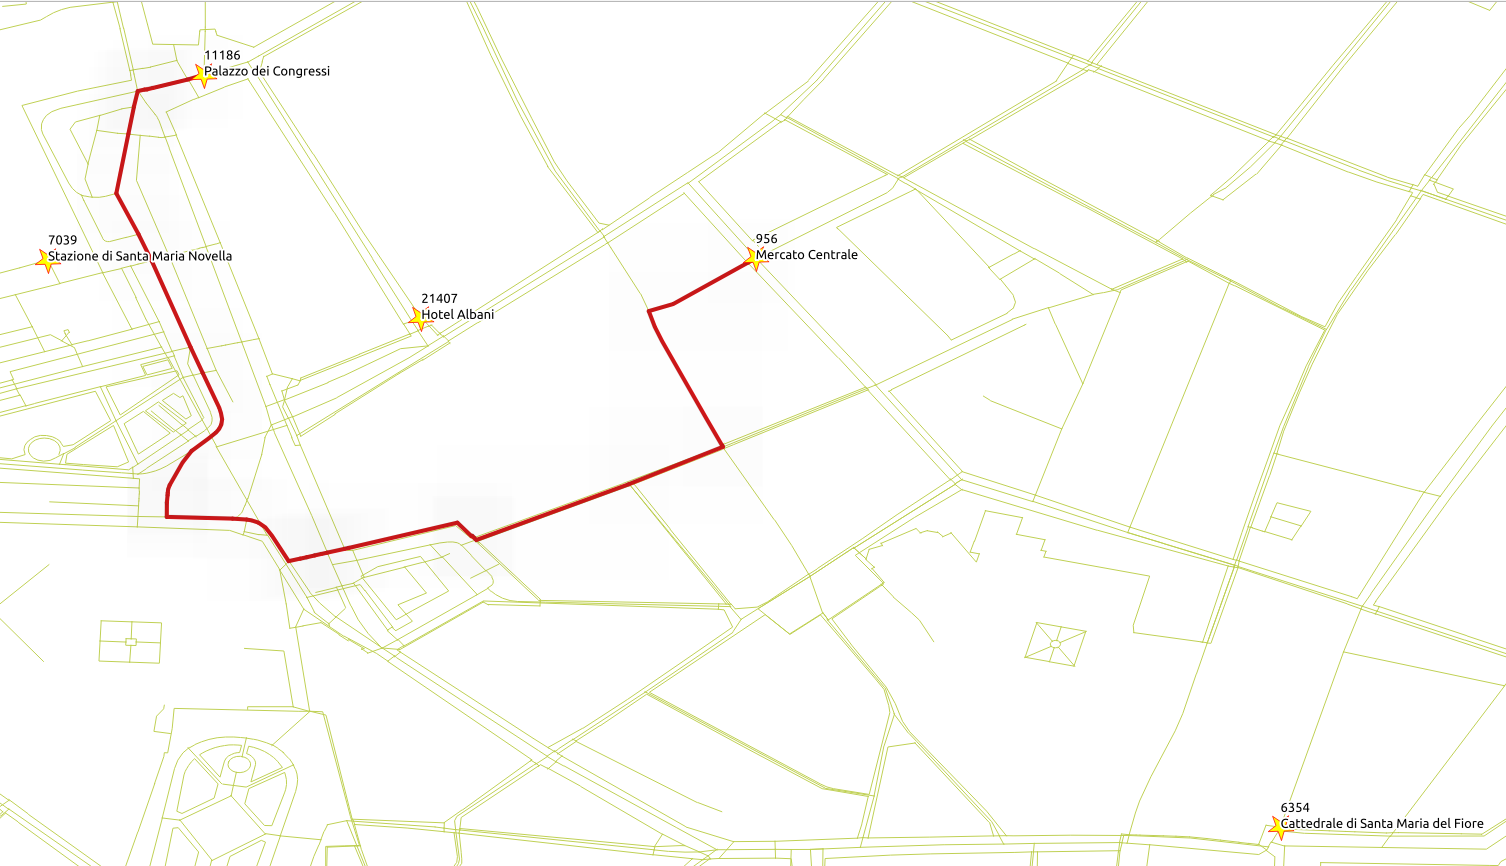 11186
Palazzo dei Congressi
7039
Stazione di Santa Maria Novella
956
Mercato Centrale
21407
Hotel Albani
6354
Cattedrale di Santa Maria del Fiore